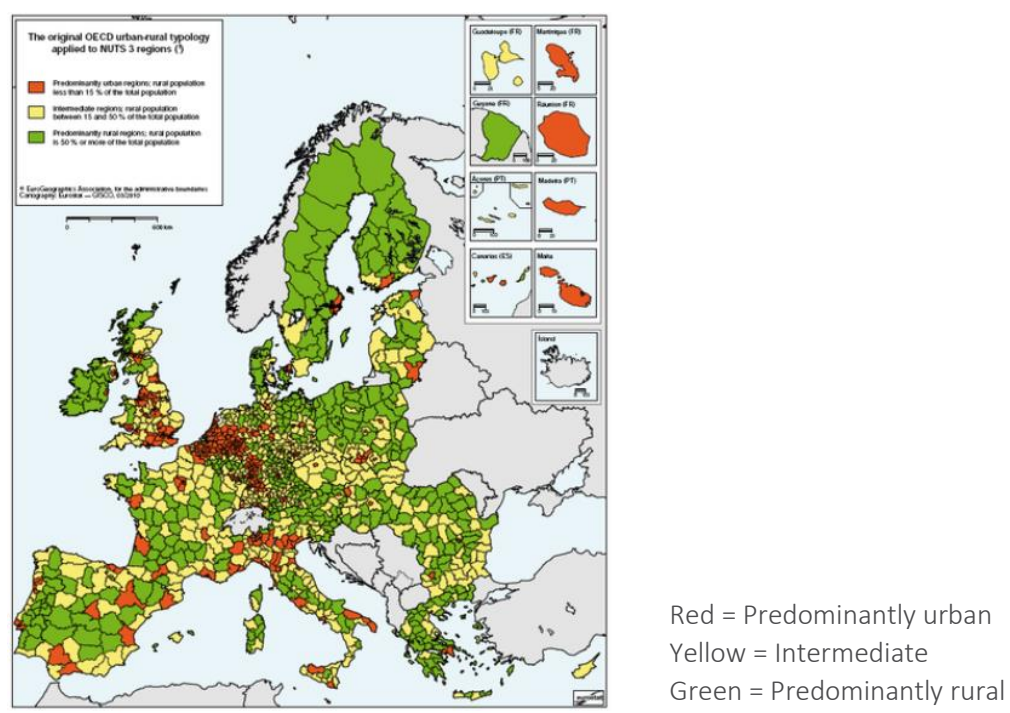 The original OECD urban-rural typology
applied to NUTS 3 regions (¹)
Predominantly urban regions; rural population
less than 15 % of the total population
Intermediate regions; rural population
between 15 and 50 % of the total population
Predominantly rural regions; rural population
is 50 % or more of the total population
© EuroGeographics Association, for the administrative boundaries
Cartography: Eurostat — GISCO, 03/2010
0 600 km
Guadeloupe (FR)
Martinique (FR)
Guyane (FR)
Reunion (FR)
Açores (PT)
Madeira (PT)
Canarias (ES)
Malta
Island
eurostat
Red = Predominantly urban
Yellow = Intermediate
Green = Predominantly rural